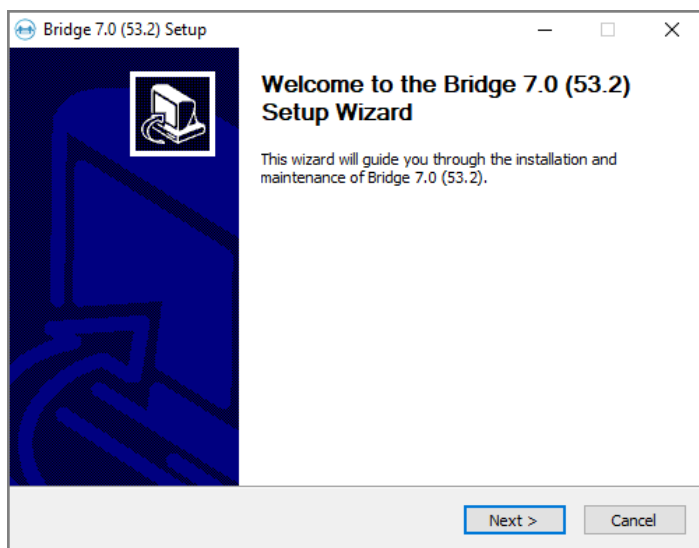 Bridge 7.0 (53.2) Setup
Welcome to the Bridge 7.0 (53.2)
Setup Wizard
This wizard will guide you through the installation and
maintenance of Bridge 7.0 (53.2).
Next >
Cancel